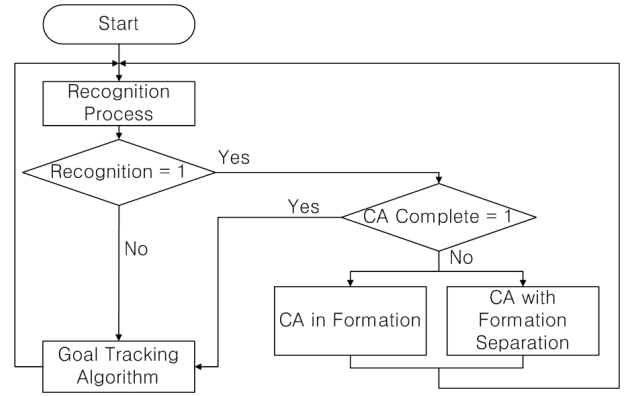 Start
Recognition
Process
Recognition = 1
Yes
Yes
CA Complete = 1
No
No
CA in Formation
CA with
Formation
Separation
Goal Tracking
Algorithm